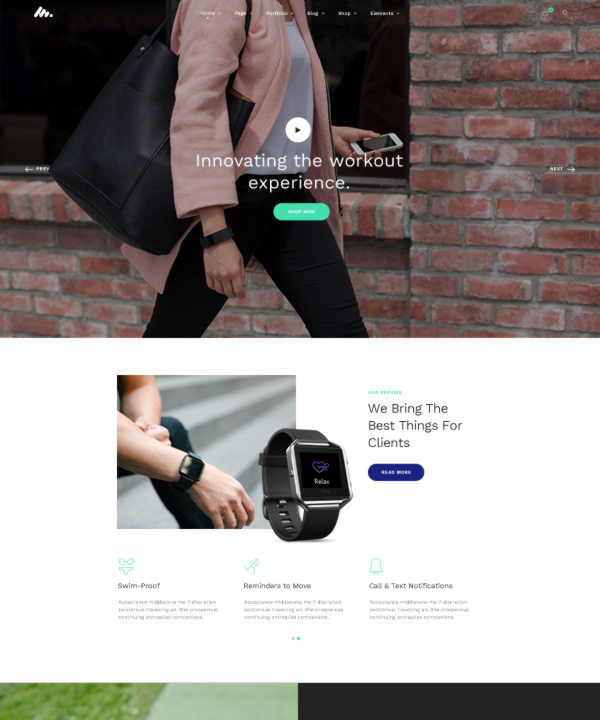 Home
Page
Portfolio
Blog
Shop
Elements
PREV
Innovating the workout
experience.
NEXT
SHOP NOW
OUR SERVICE
We Bring The
Best Things For
Clients
READ MORE
Relax
Swim-Proof
Reminders to Move
Call & Text Notifications
Acceptance middletons me if discretion
boisterous travelling an. She prosperous
continuing entreaties companions.
Acceptance middletons me if discretion
boisterous travelling an. She prosperous
continuing entreaties companions.
Acceptance middletons me if discretion
boisterous travelling an. She prosperous
continuing entreaties companions.